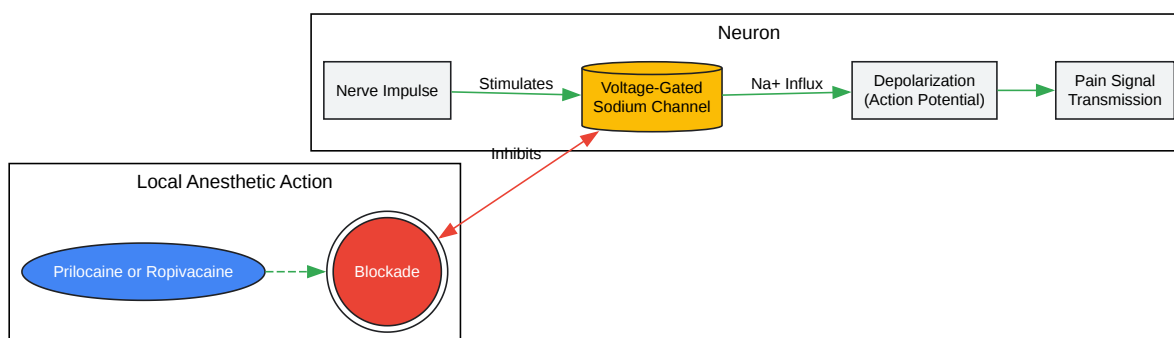 Neuron
Nerve Impulse
Stimulates
Voltage-Gated
Sodium Channel
Na+ Influx
Depolarization
(Action Potential)
Pain Signal
Transmission
Inhibits
Local Anesthetic Action
Prilocaine or Ropivacaine
Blockade